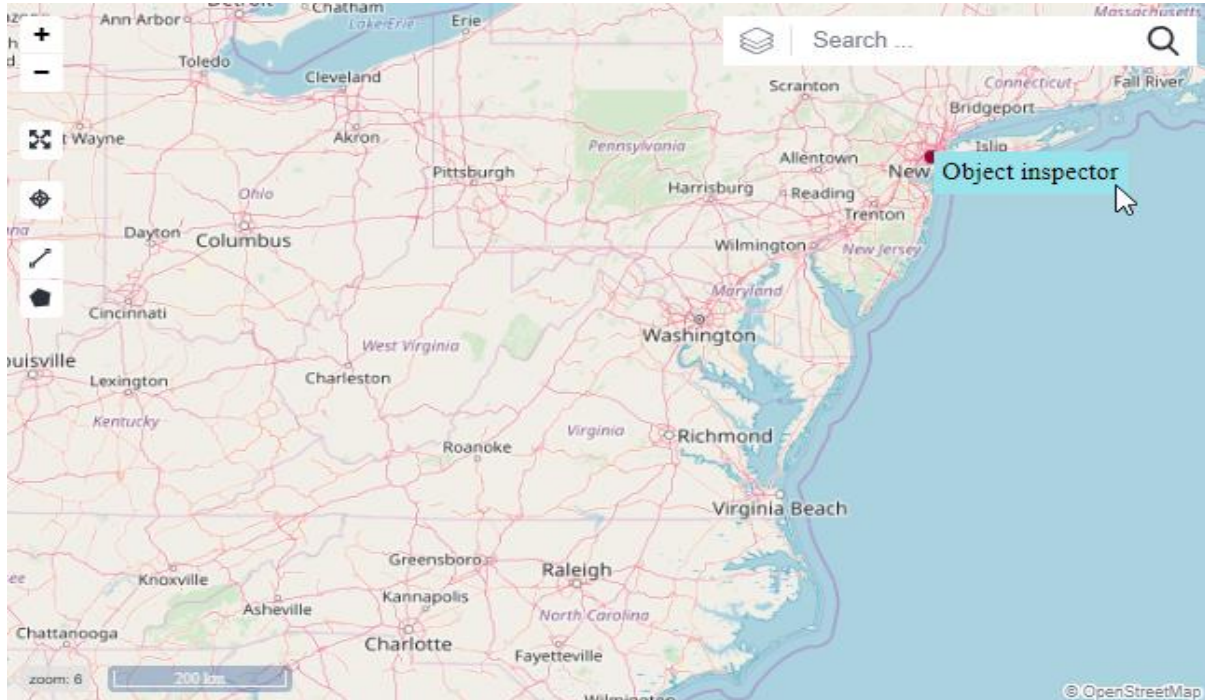 Chatham
Massachusetts
Ann Arbor
Lake Erie
Erie
+
Search ...
−
Toledo
Cleveland
Scranton
Connecticut
Fall River
Bridgeport
t Wayne
Akron
Pennsylvania
Allentown
Islip
Pittsburgh
New
Object inspector
Ohio
Harrisburg
Reading
Trenton
Dayton
Columbus
Wilmington
New Jersey
Maryland
Cincinnati
Washington
West Virginia
ouisville
Lexington
Charleston
Kentucky
Virginia
Richmond
Roanoke
Virginia Beach
Greensboro
Raleigh
Knoxville
Kannapolis
Asheville
North Carolina
Chattanooga
Charlotte
Fayetteville
zoom: 6
200 km
Wilmington
© OpenStreetMap